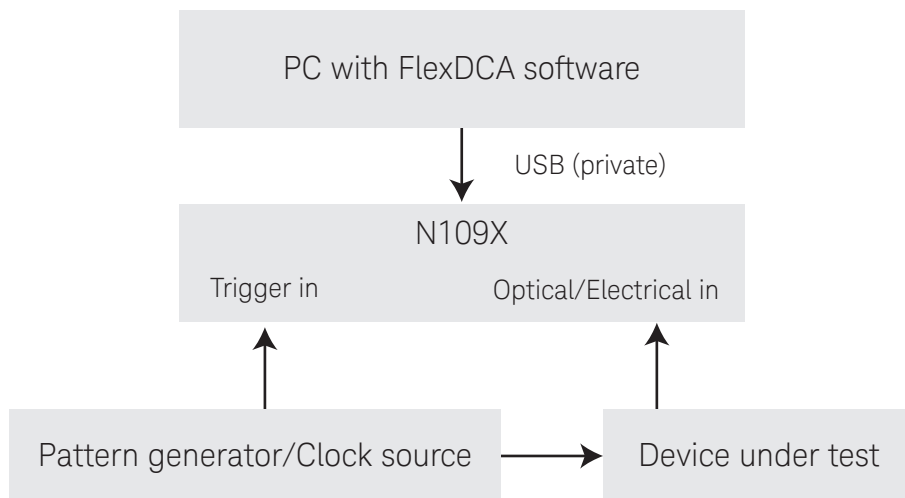 PC with FlexDCA software
USB (private)
N109X
Trigger in
Optical/Electrical in
Pattern generator/Clock source
Device under test